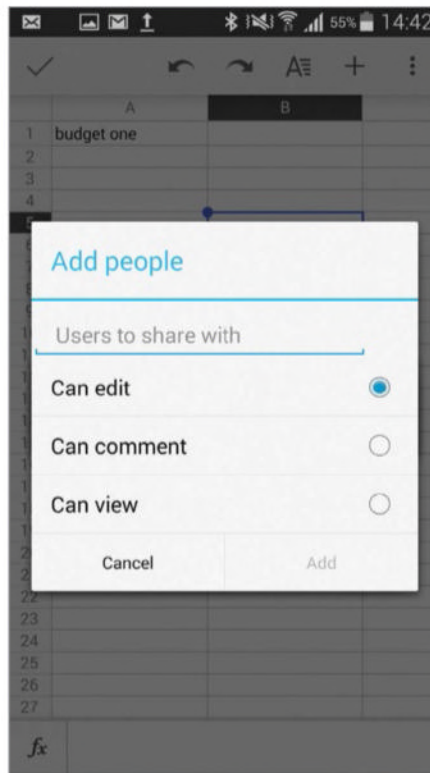 55% 14:42
A B
1 budget one
2
3
4
5
Add people
Users to share with
Can edit
Can comment
Can view
Cancel Add
22
23
24
25
26
27
fx